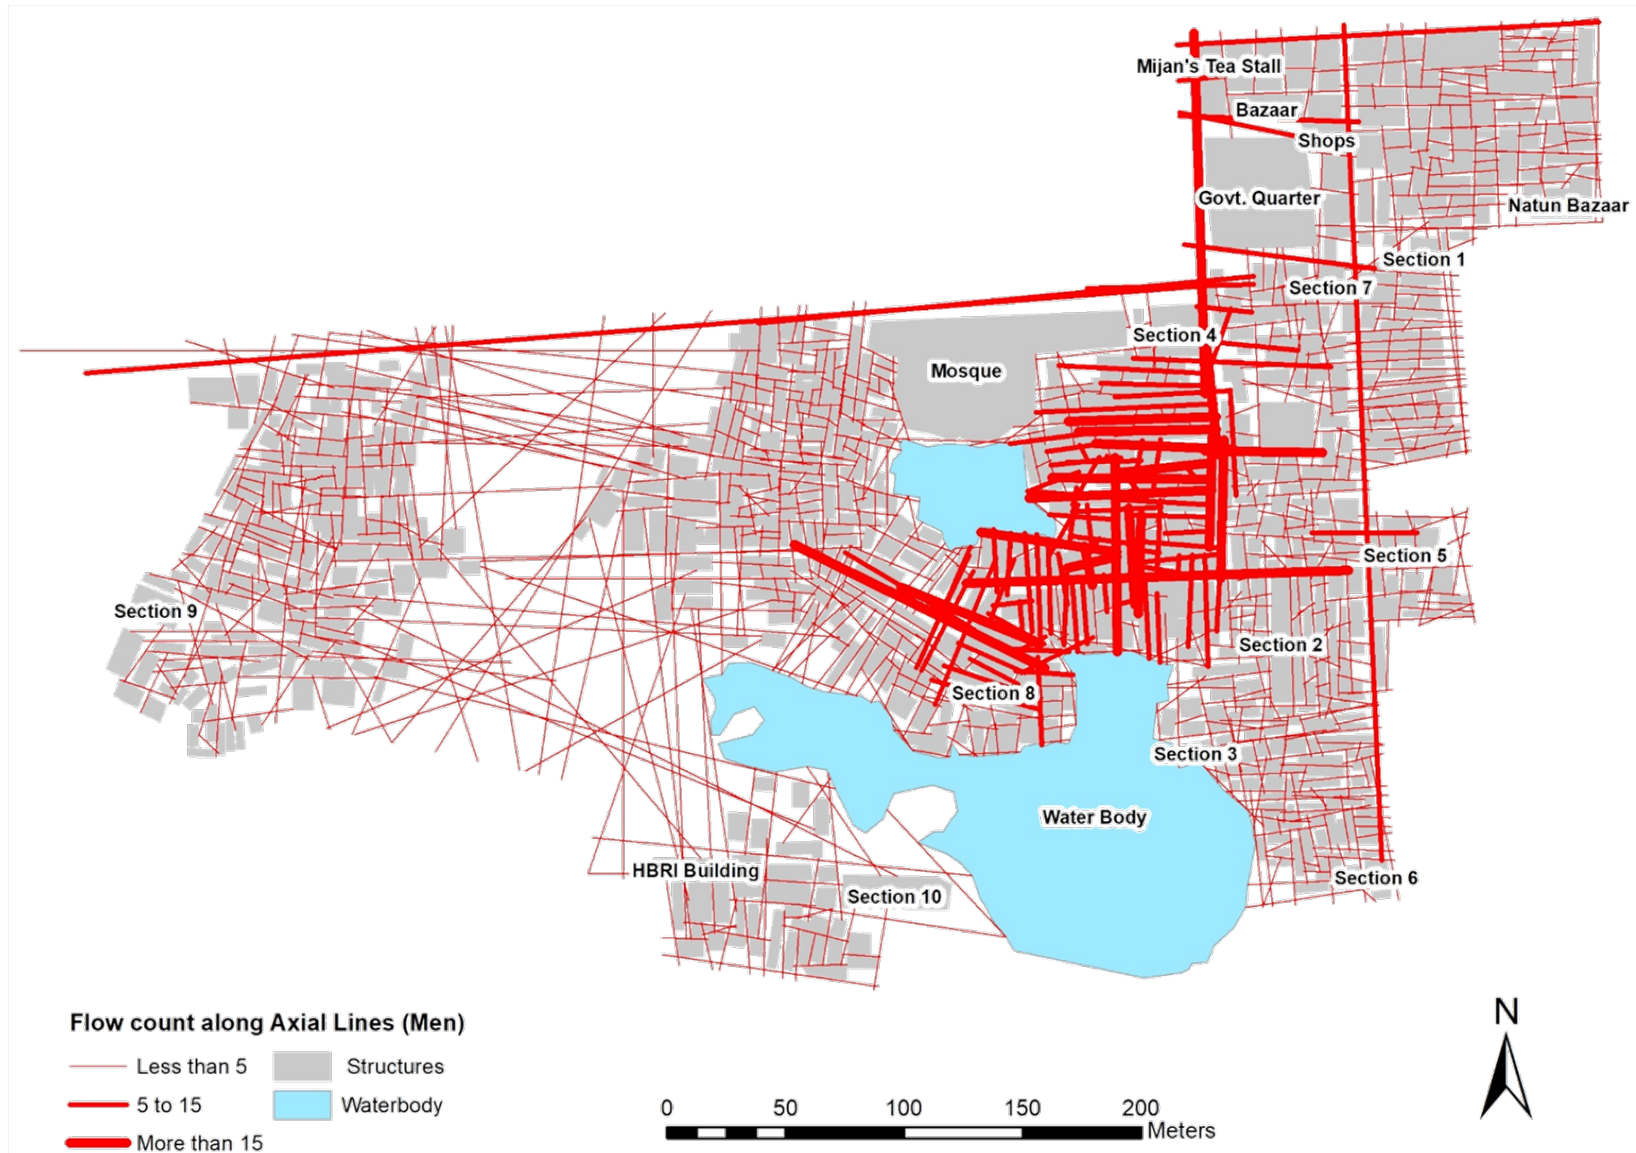 Mijan's Tea Stall
Bazaar
Shops
Govt. Quarter
Natun Bazaar
Section 1
Section 7
Section 4
Mosque
Section 5
Section 9
Section 2
Section 8
Section 3
Water Body
HBRI Building
Section 6
Section 10
Flow count along Axial Lines (Men)
Less than 5
Structures
5 to 15
Waterbody
More than 15
0 50 100 150 200
Meters
N